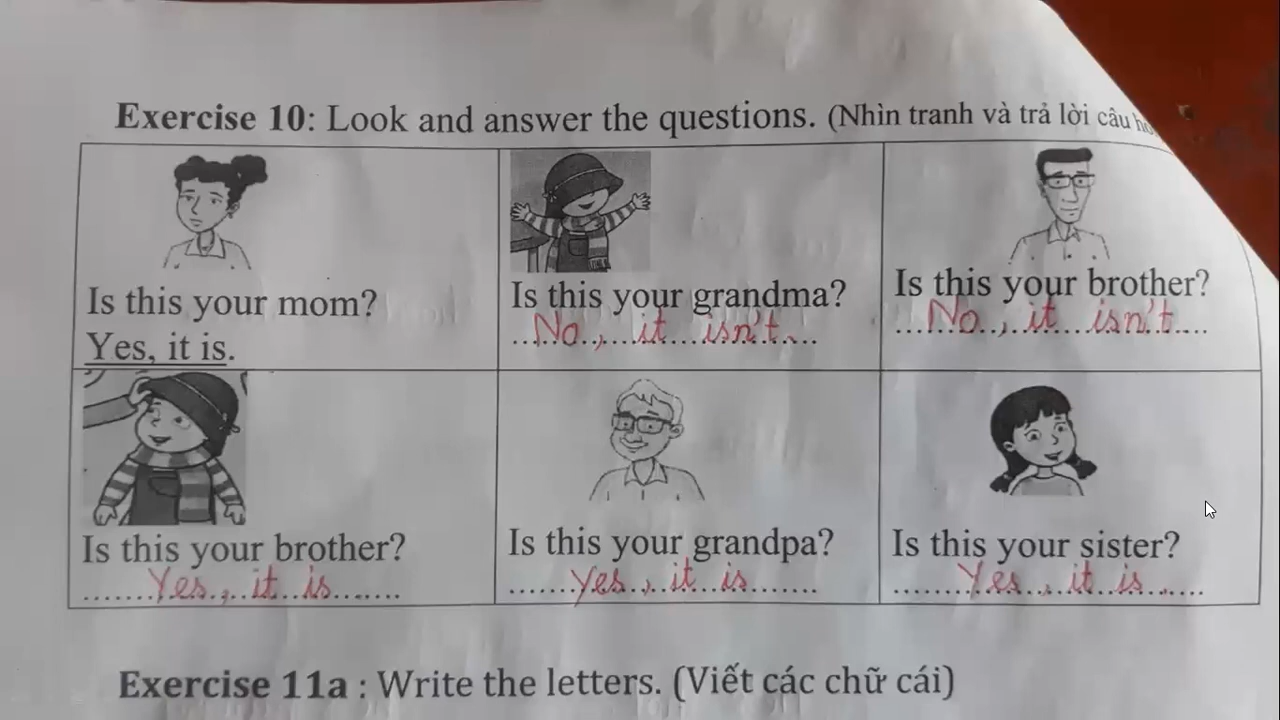 Exercise 10: Look and answer the questions. (Nhìn tranh và trả lời câu
Is this your mom?
Yes, it is.
Is this your grandma?
No, it isn't.
Is this your brother?
No, it isn't.
Is this your brother?
Yes, it is
Is this your grandpa?
Yes, it is
Is this your sister?
Yes, it is
Exercise 11a : Write the letters. (Viết các chữ cái)